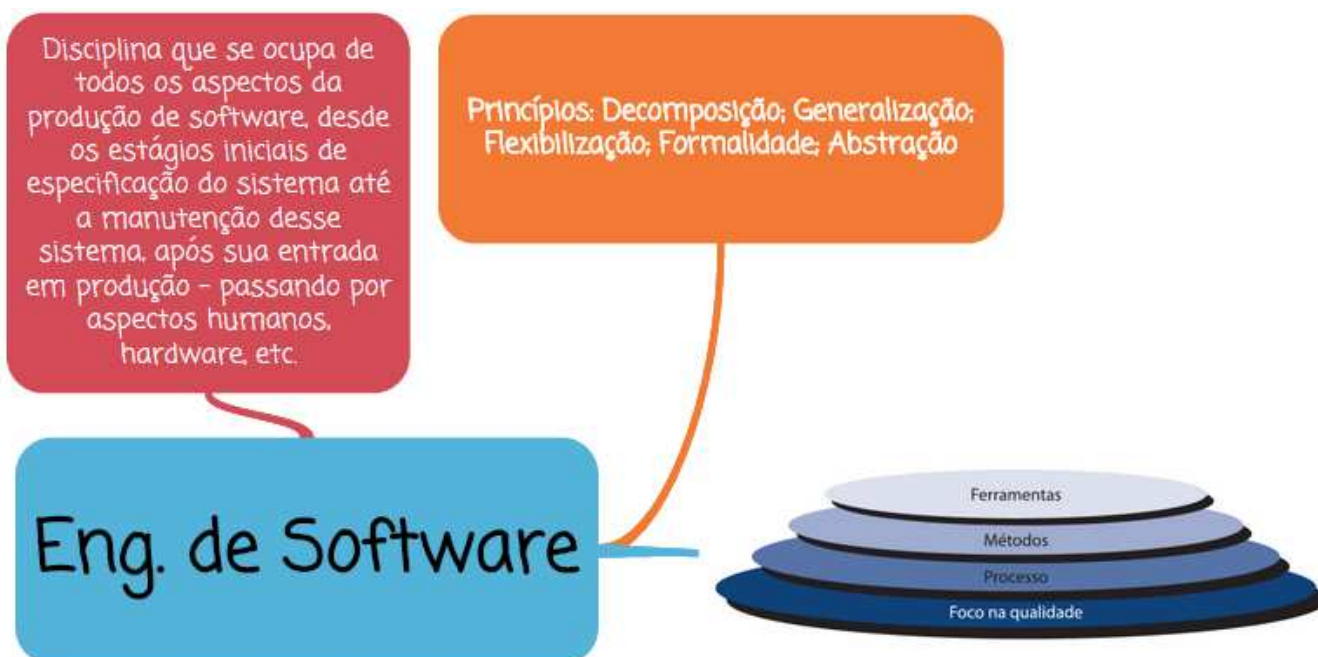 Disciplina que se ocupa de
todos os aspectos da
produção de software, desde
os estágios iniciais de
especificação do sistema até
a manutenção desse
sistema, após sua entrada
em produção - passando por
aspectos humanos,
hardware, etc.
Princípios: Decomposição; Generalização;
Flexibilização; Formalidade; Abstração
Eng. de Software
Ferramentas
Métodos
Processo
Foco na qualidade